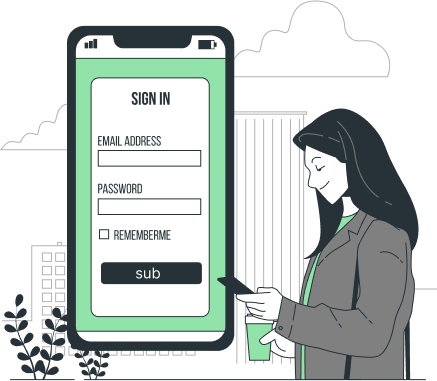 SIGN IN
EMAIL ADDRESS
PASSWORD
REMEMBERME
sub